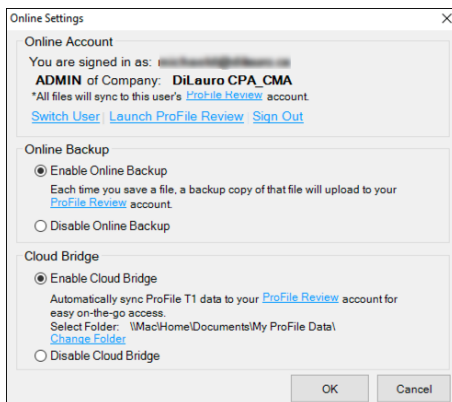 Online Settings
Online Account
You are signed in as:
ADMIN of Company: DiLauro CPA_CMA
*All files will sync to this user's ProFile Review account.
Switch User | Launch ProFile Review | Sign Out
Online Backup
Enable Online Backup
Each time you save a file, a backup copy of that file will upload to your
ProFile Review account.
Disable Online Backup
Cloud Bridge
Enable Cloud Bridge
Automatically sync ProFile T1 data to your ProFile Review account for
easy on-the-go access.
Select Folder: \\Mac\Home\Documents\My ProFile Data\
Change Folder
Disable Cloud Bridge
OK Cancel